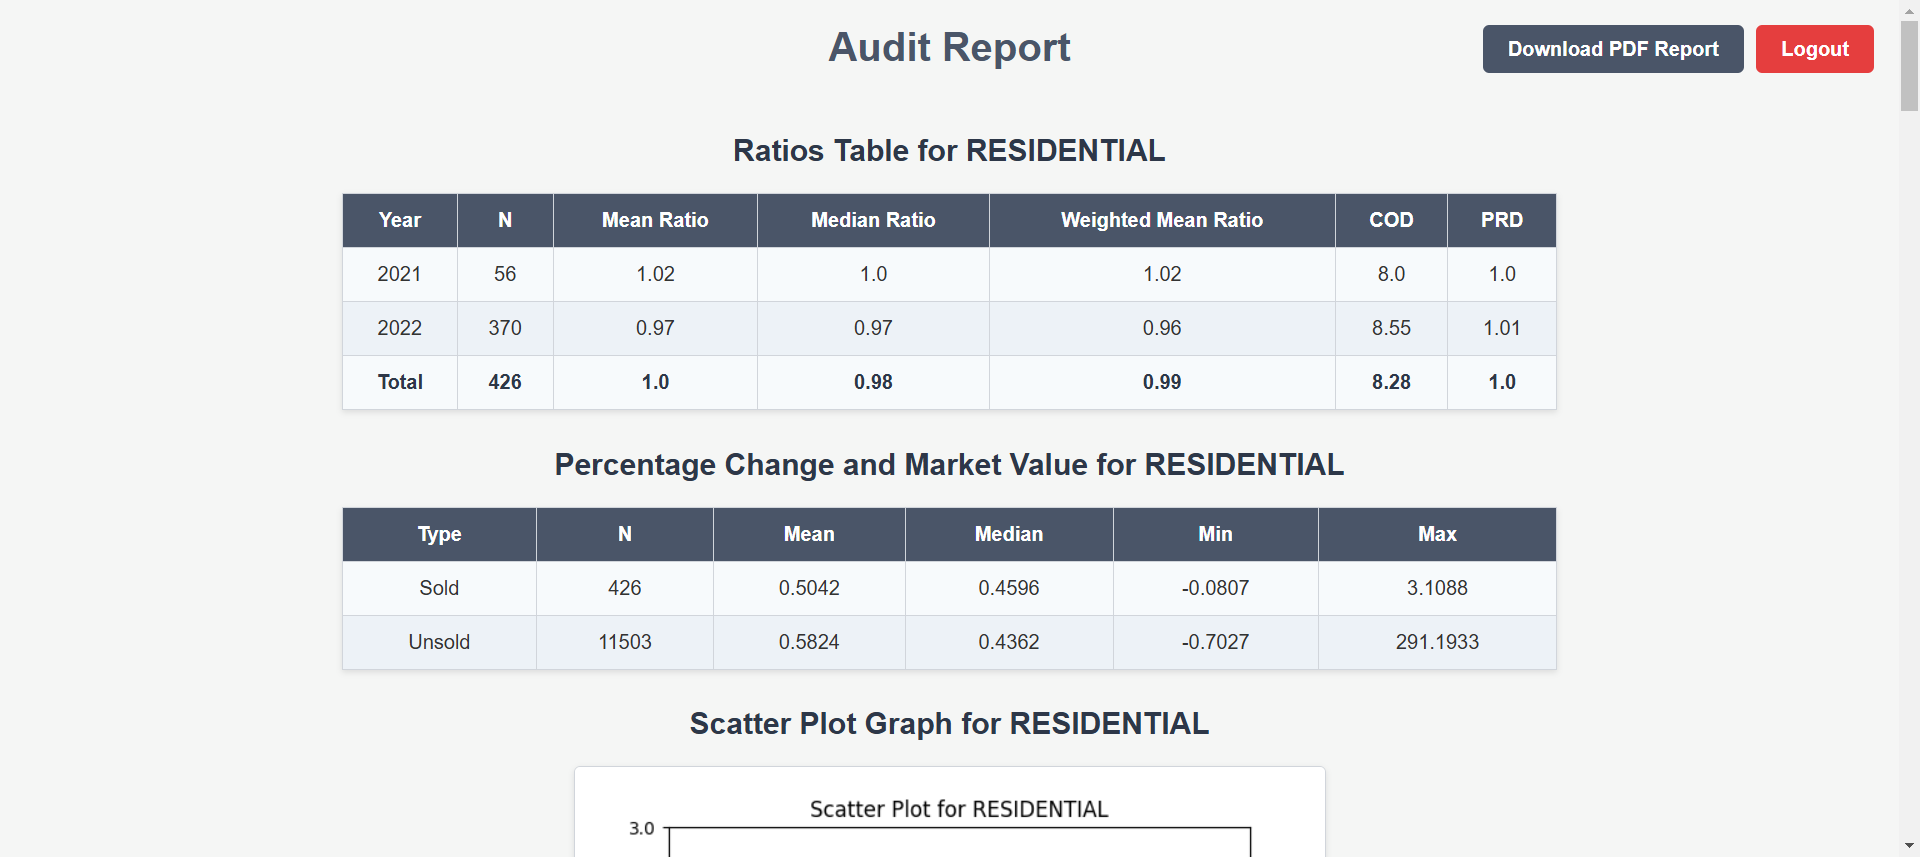 Audit Report
Download PDF Report
Logout
Ratios Table for RESIDENTIAL
Year N Mean Ratio Median Ratio Weighted Mean Ratio COD PRD
2021 56 1.02 1.0 1.02 8.0 1.0
2022 370 0.97 0.97 0.96 8.55 1.01
Total 426 1.0 0.98 0.99 8.28 1.0
Percentage Change and Market Value for RESIDENTIAL
Type N Mean Median Min Max
Sold 426 0.5042 0.4596 -0.0807 3.1088
Unsold 11503 0.5824 0.4362 -0.7027 291.1933
Scatter Plot Graph for RESIDENTIAL
Scatter Plot for RESIDENTIAL
3.0